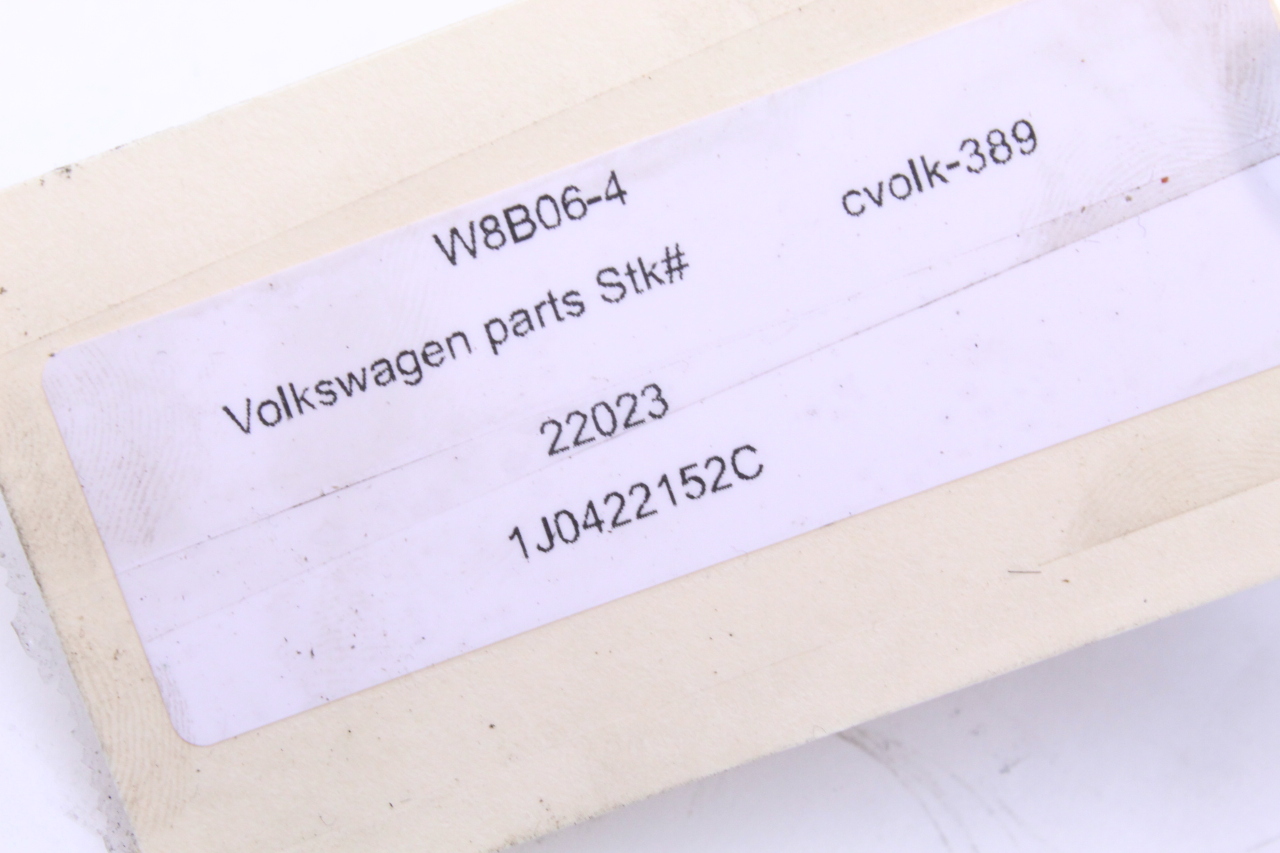 W8B06-4 cvolk-389
Volkswagen parts Stk#
22023
1J0422152C